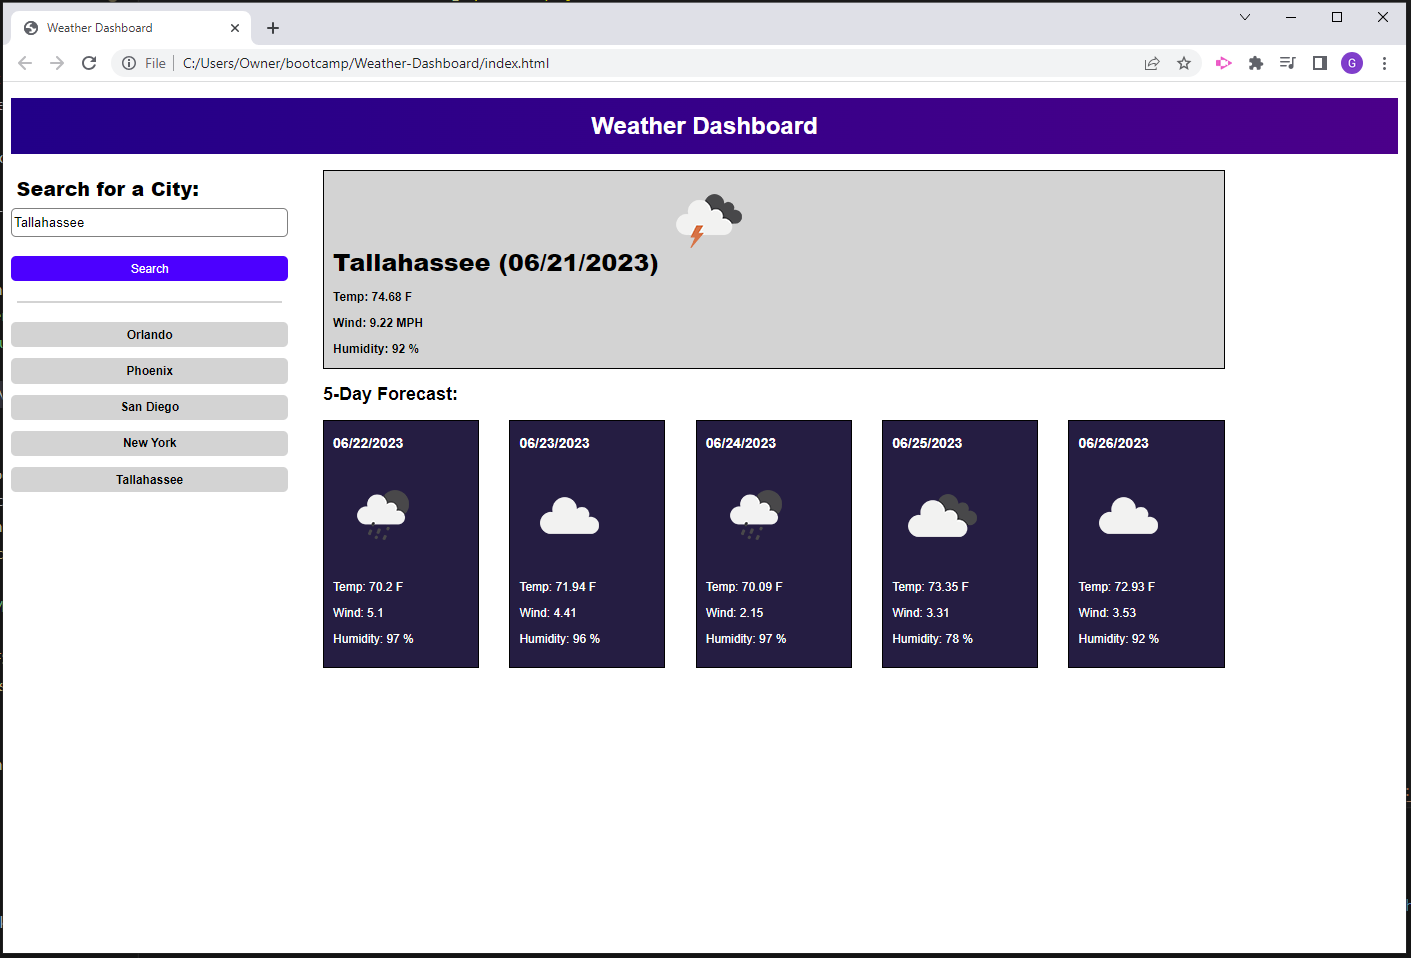 Weather Dashboard
File
C:/Users/Owner/bootcamp/Weather-Dashboard/index.html
G
Weather Dashboard
Search for a City:
Tallahassee
Search
Orlando
Phoenix
San Diego
New York
Tallahassee
Tallahassee (06/21/2023)
Temp: 74.68 F
Wind: 9.22 MPH
Humidity: 92 %
5-Day Forecast:
06/22/2023
Temp: 70.2 F
Wind: 5.1
Humidity: 97 %
06/23/2023
Temp: 71.94 F
Wind: 4.41
Humidity: 96 %
06/24/2023
Temp: 70.09 F
Wind: 2.15
Humidity: 97 %
06/25/2023
Temp: 73.35 F
Wind: 3.31
Humidity: 78 %
06/26/2023
Temp: 72.93 F
Wind: 3.53
Humidity: 92 %